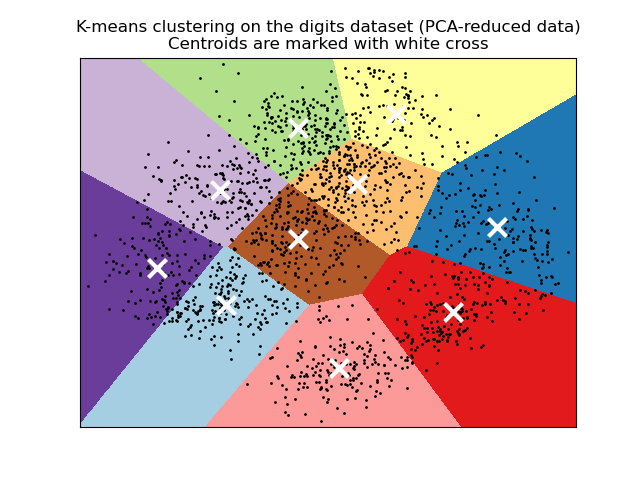 K-means clustering on the digits dataset (PCA-reduced data)
Centroids are marked with white cross